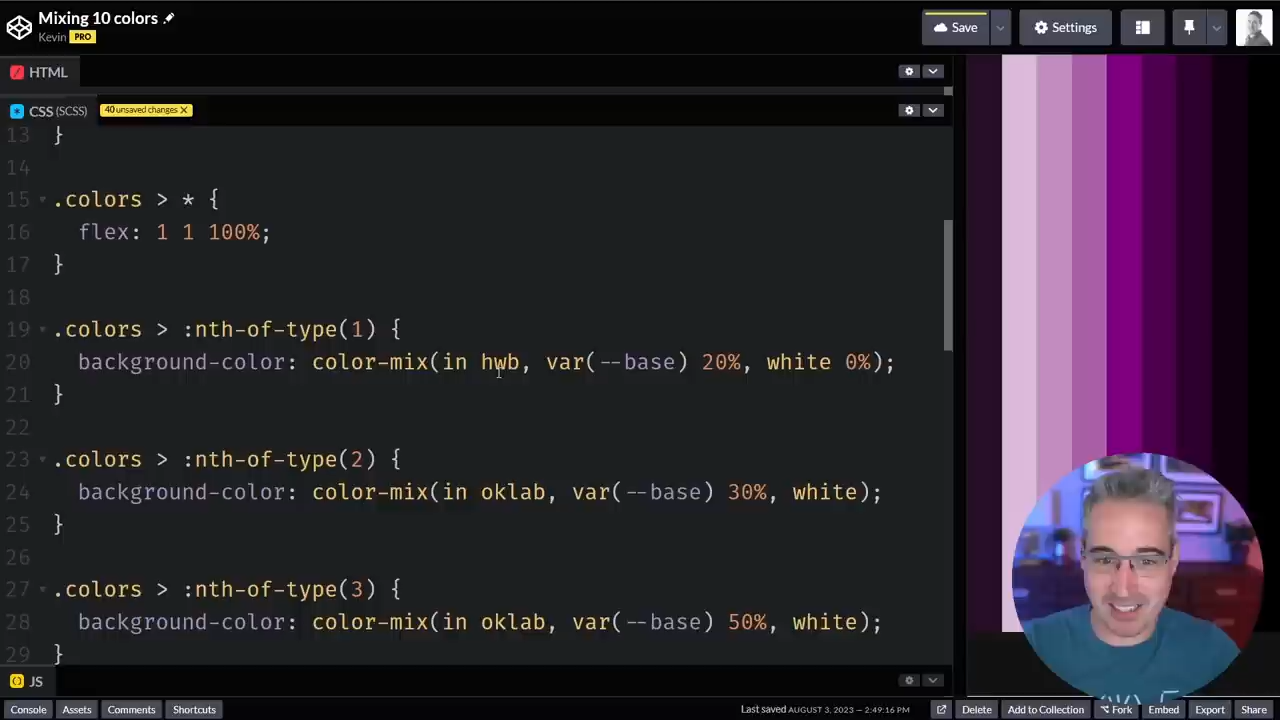 Mixing 10 colors
Kevin PRO
Save
Settings
HTML
CSS (SCSS)
40 unsaved changes X
13 }
14
15 .colors > * {
16 flex: 1 1 100%;
17 }
18
19 .colors > :nth-of-type(1) {
20 background-color: color-mix(in hwb, var(--base) 20%, white 0%);
21 }
22
23 .colors > :nth-of-type(2) {
24 background-color: color-mix(in oklab, var(--base) 30%, white);
25 }
26
27 .colors > :nth-of-type(3) {
28 background-color: color-mix(in oklab, var(--base) 50%, white);
29 }
JS
Console Assets Comments Shortcuts Last saved AUGUST 3, 2023 — 2:49:16 PM Delete Add to Collection Fork Embed Export Share